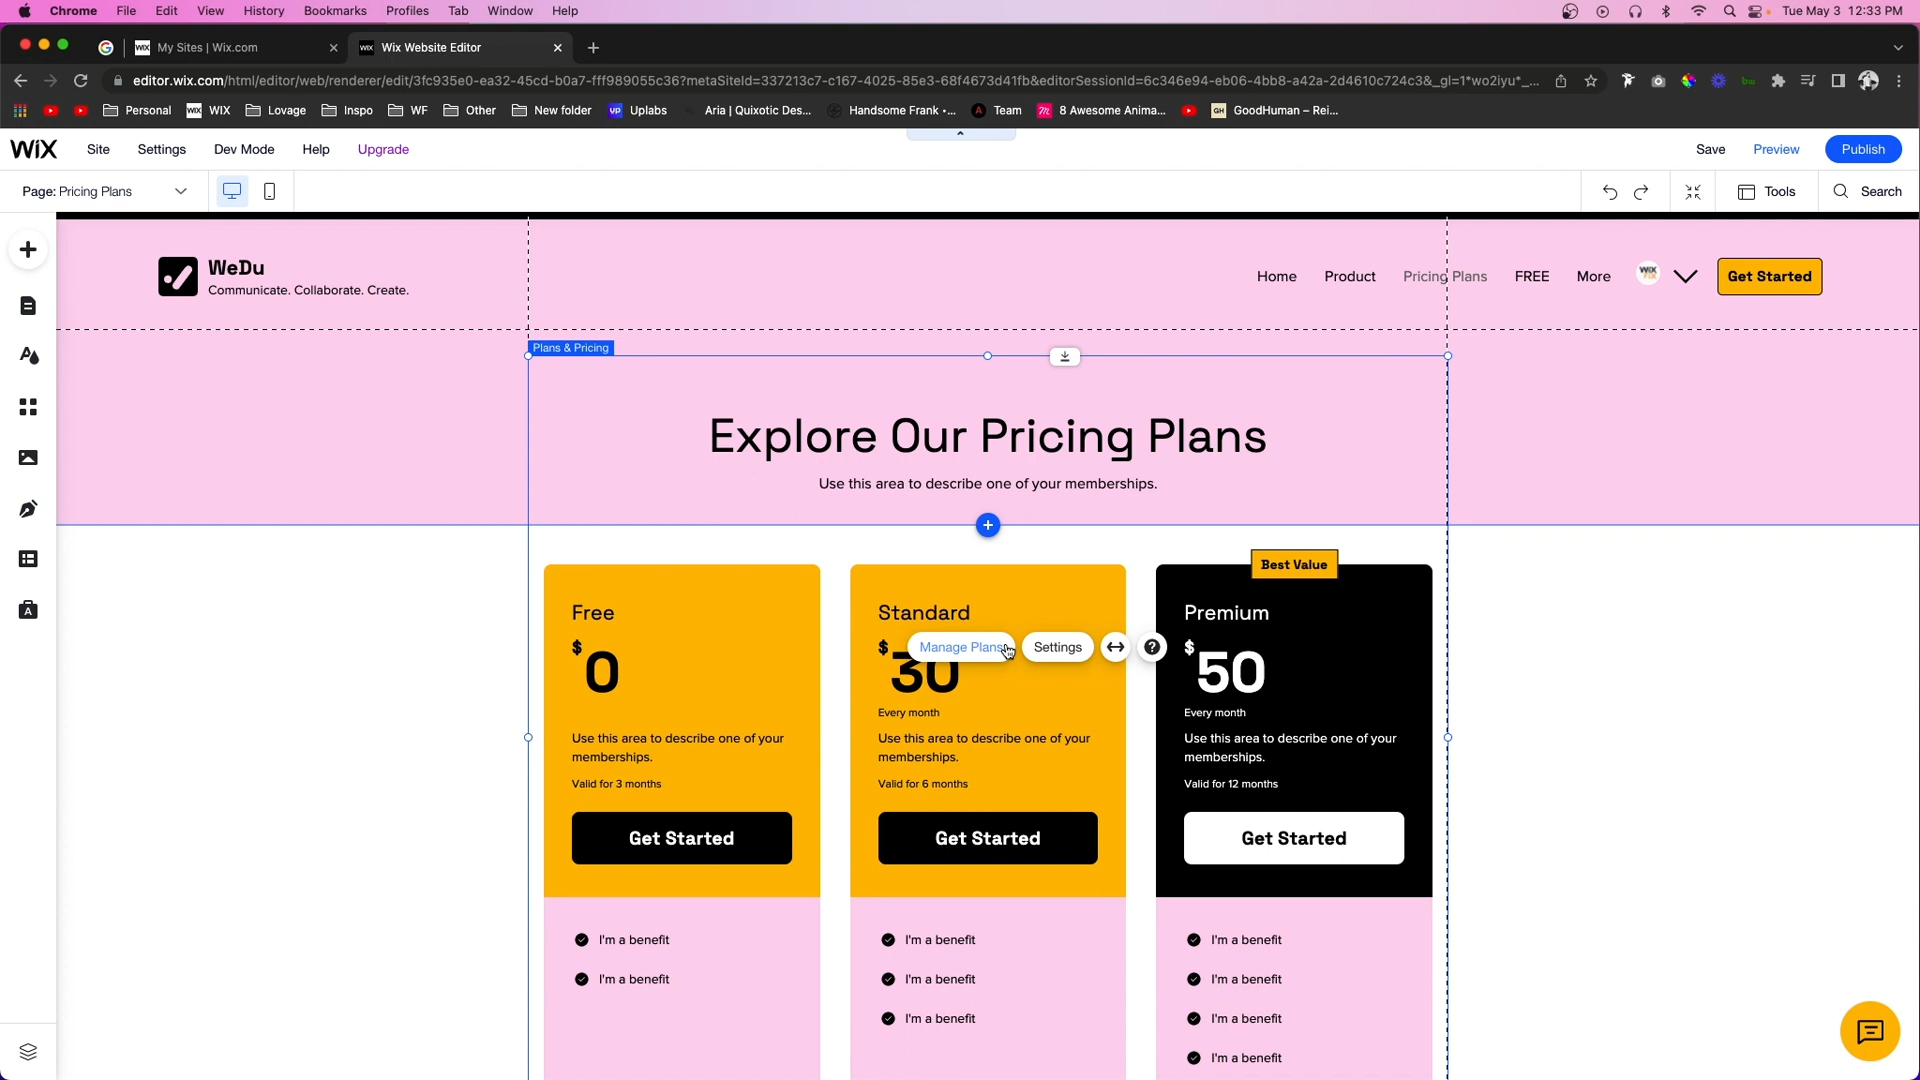 Chrome File Edit View History Bookmarks Profiles Tab Window Help Tue May 3 12:33 PM
WIX My Sites | Wix.com WIX Wix Website Editor
editor.wix.com/html/editor/web/renderer/edit/3fc935e0-ea32-45cd-b0a7-fff989055c36?metaSiteId=337213c7-c167-4025-85e3-68f4673d41fb&editorSessionId=6c346e94-eb06-4bb8-a42a-2d4610c724c3&_gl=1*wo2iyu*_...
Personal WIX WIX Lovage Inspo WF Other New folder up Uplabs Aria | Quixotic Des... Handsome Frank •... A Team 8 Awesome Anima... GH GoodHuman – Rei...
WIX Site Settings Dev Mode Help Upgrade Save Preview Publish
Page: Pricing Plans Tools Search
WeDu
Communicate. Collaborate. Create.
Home Product Pricing Plans FREE More WIX Get Started
Plans & Pricing
Explore Our Pricing Plans
Use this area to describe one of your memberships.
Best Value
Free
$0
Use this area to describe one of your
memberships.
Valid for 3 months
Get Started
I'm a benefit
I'm a benefit
Standard
$30
Manage Plans Settings ?
Every month
Use this area to describe one of your
memberships.
Valid for 6 months
Get Started
I'm a benefit
I'm a benefit
I'm a benefit
Premium
$50
Every month
Use this area to describe one of your
memberships.
Valid for 12 months
Get Started
I'm a benefit
I'm a benefit
I'm a benefit
I'm a benefit